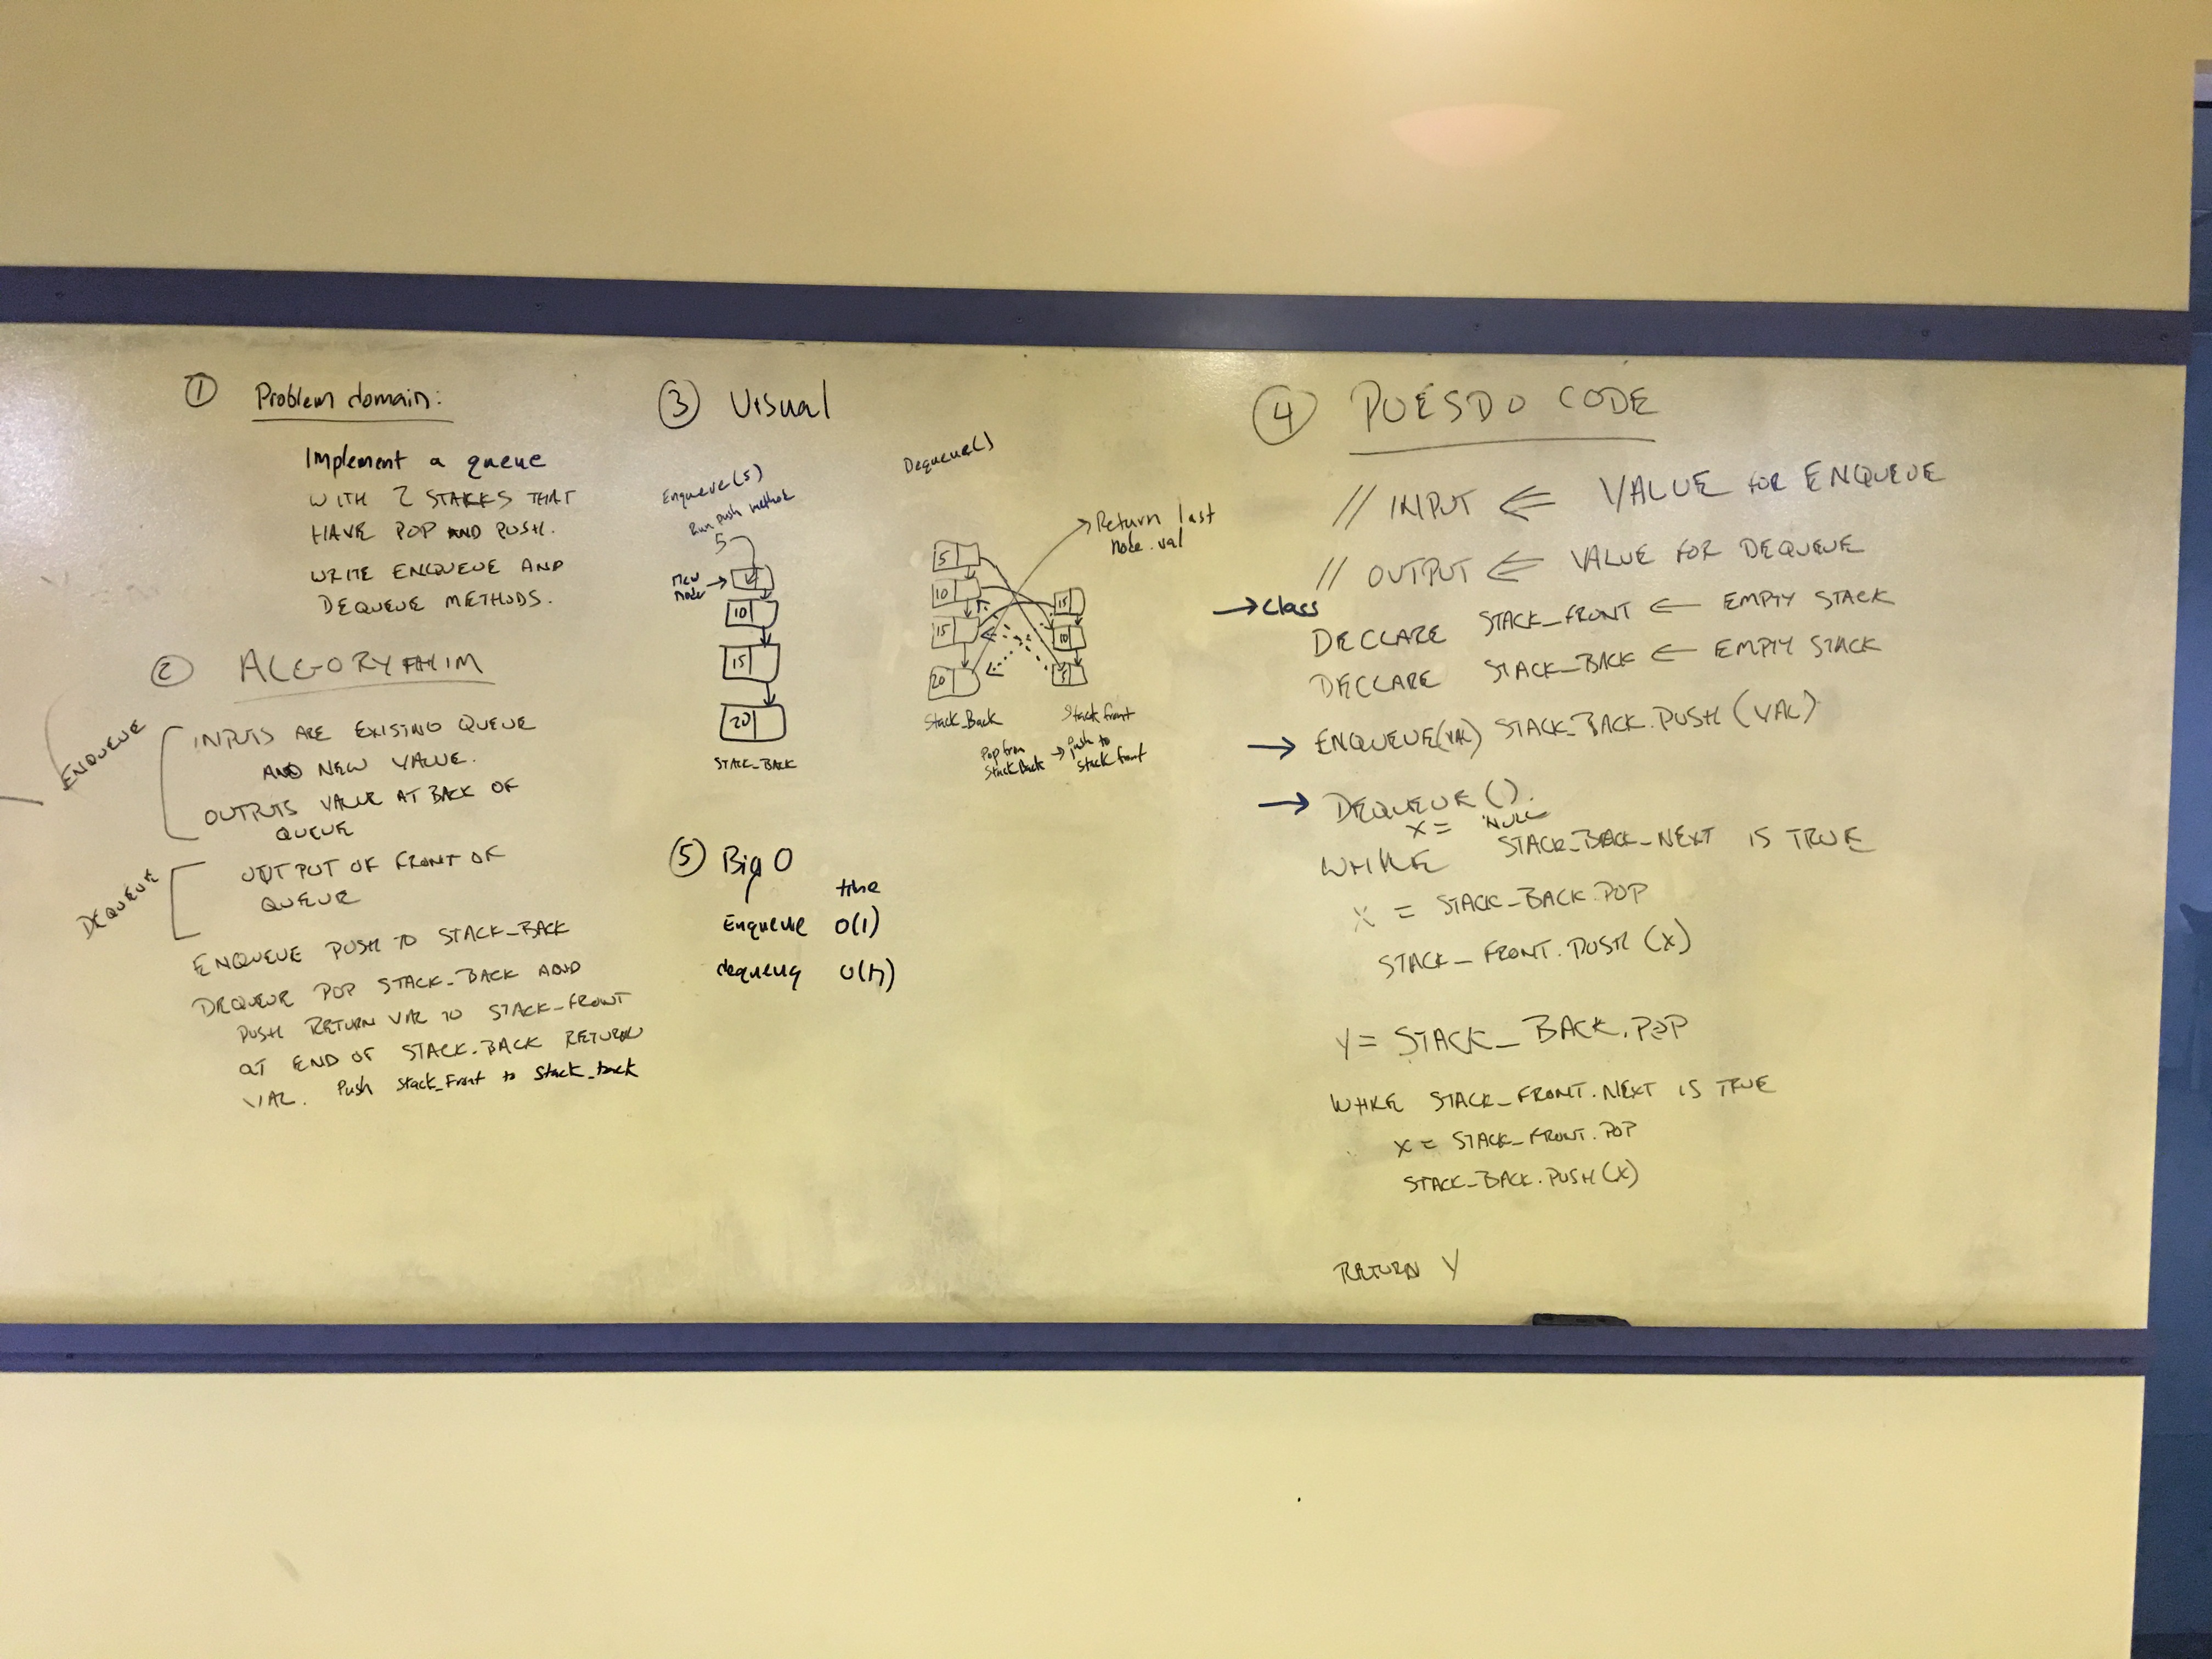 ① Problem domain:
Implement a queue
WITH 2 STAKKS THAT
HAVE POP AND PUSH.
WRITE ENQUEUE AND
DEQUEUE METHODS.
② ALGORYTHIM
ENQUEUE
INPUTS ARE EXISTING QUEUE
AND NEW VALUE.
OUTPUTS VALUE AT BACK OF
QUEUE
DEQUEUE
OUTPUT OF FRONT OF
QUEUE
ENQUEUE PUSH TO STACK_BACK
DEQUEUE POP STACK_BACK AND
PUSH RETURN VAL TO STACK_FRONT
AT END OF STACK_BACK RETURN
VAL. Push Stack_Front to Stack_back
③ Visual
Enqueue(5)
Run push method
5
New node →
10
15
20
STACK_BACK
Dequeue()
Return last
node.val
5
10
15
20
Stack_Back
15
10
5
Stack front
Pop from
Stack Back → Push to
Stack front
⑤ Big O
time
Enqueue O(1)
dequeue O(n)
④ PUESDO CODE
// INPUT ⇐ VALUE for ENQUEUE
// OUTPUT ⇐ VALUE FOR DEQUEUE
→ Class
DECLARE STACK_FRONT ← EMPTY STACK
DECLARE STACK_BACK ← EMPTY STACK
→ ENQUEUE(VAL) STACK_BACK.PUSH (VAL)
→ DEQUEUE().
X = NULL
WHILE STACK_BACK_NEXT IS TRUE
X = STACK_BACK.POP
STACK_FRONT.PUSH (X)
Y = STACK_BACK.POP
WHILE STACK_FRONT.NEXT IS TRUE
X = STACK_FRONT.POP
STACK_BACK.PUSH (X)
RETURN Y